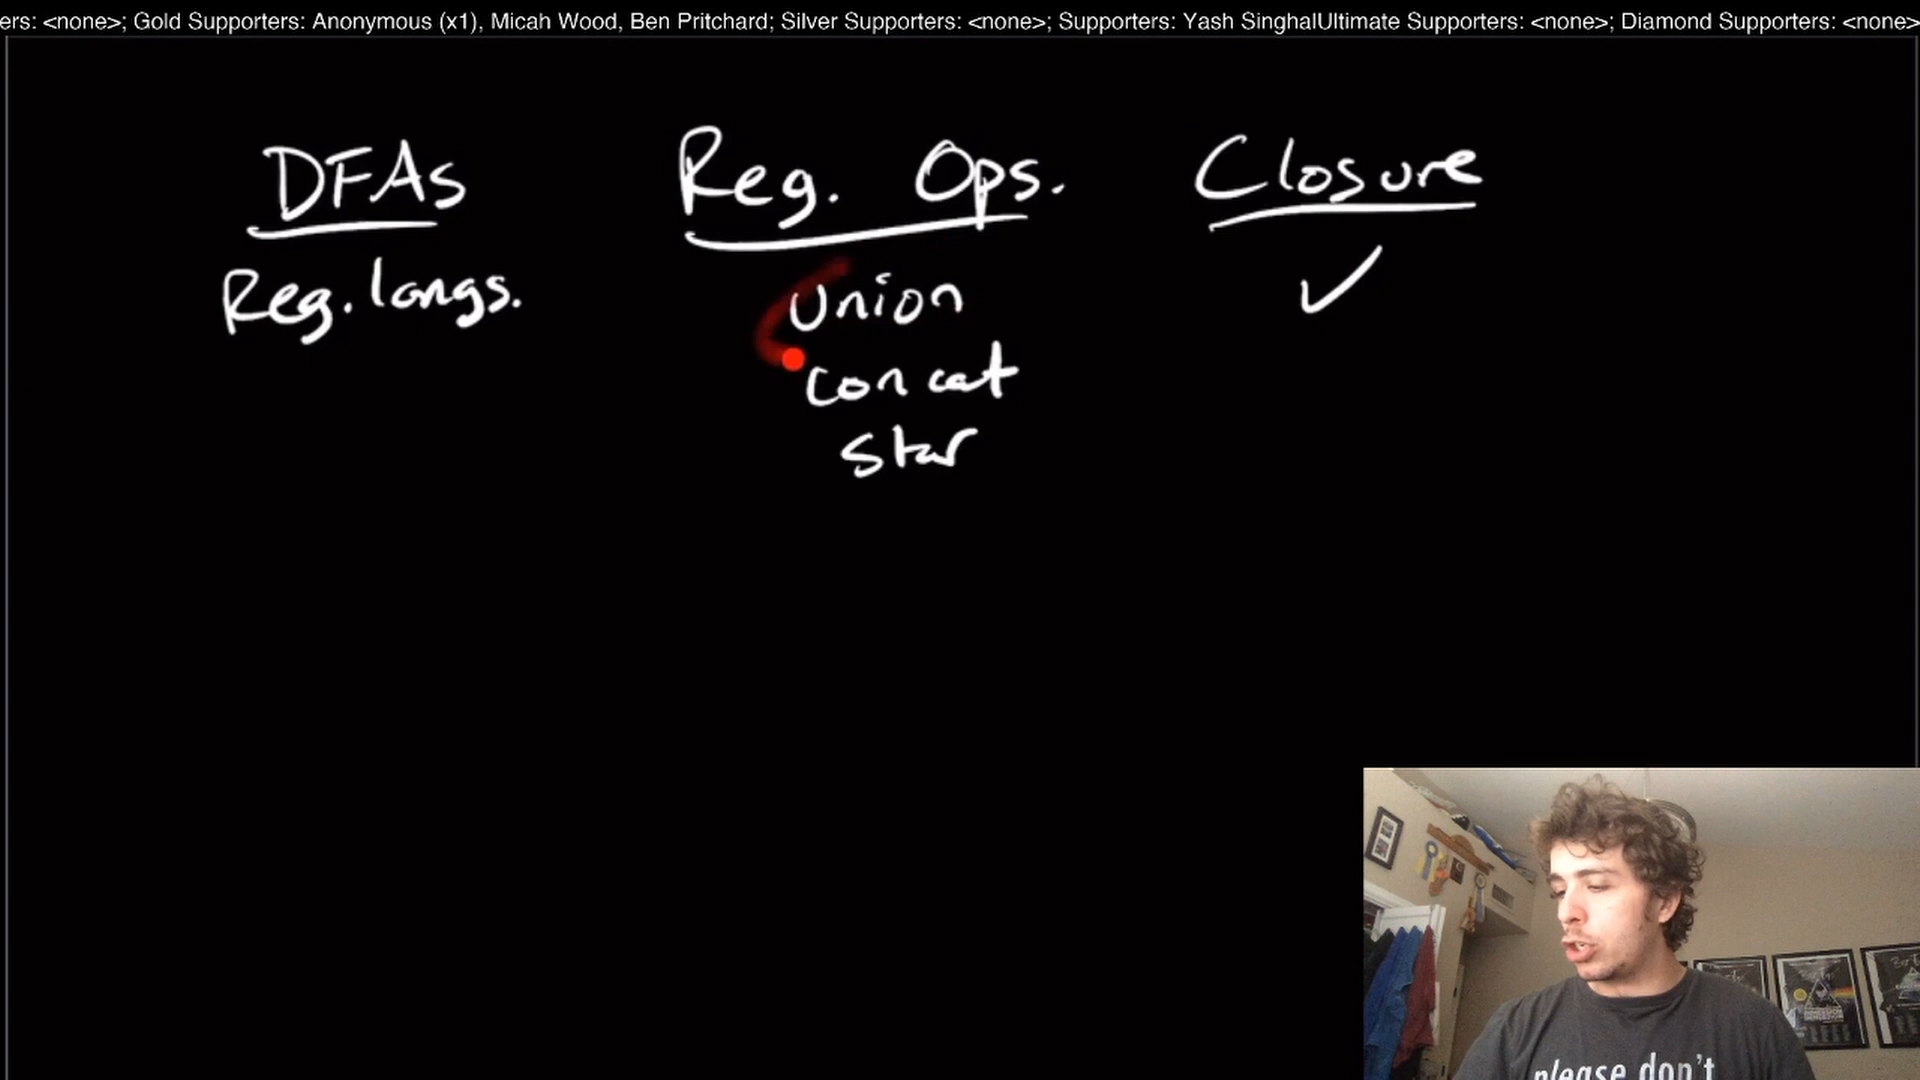 ers: <none>; Gold Supporters: Anonymous (x1), Micah Wood, Ben Pritchard; Silver Supporters: <none>; Supporters: Yash SinghalUltimate Supporters: <none>; Diamond Supporters: <none>
DFAs Reg. Ops. Closure
Reg. langs. Union ✓
concat
star
please don't